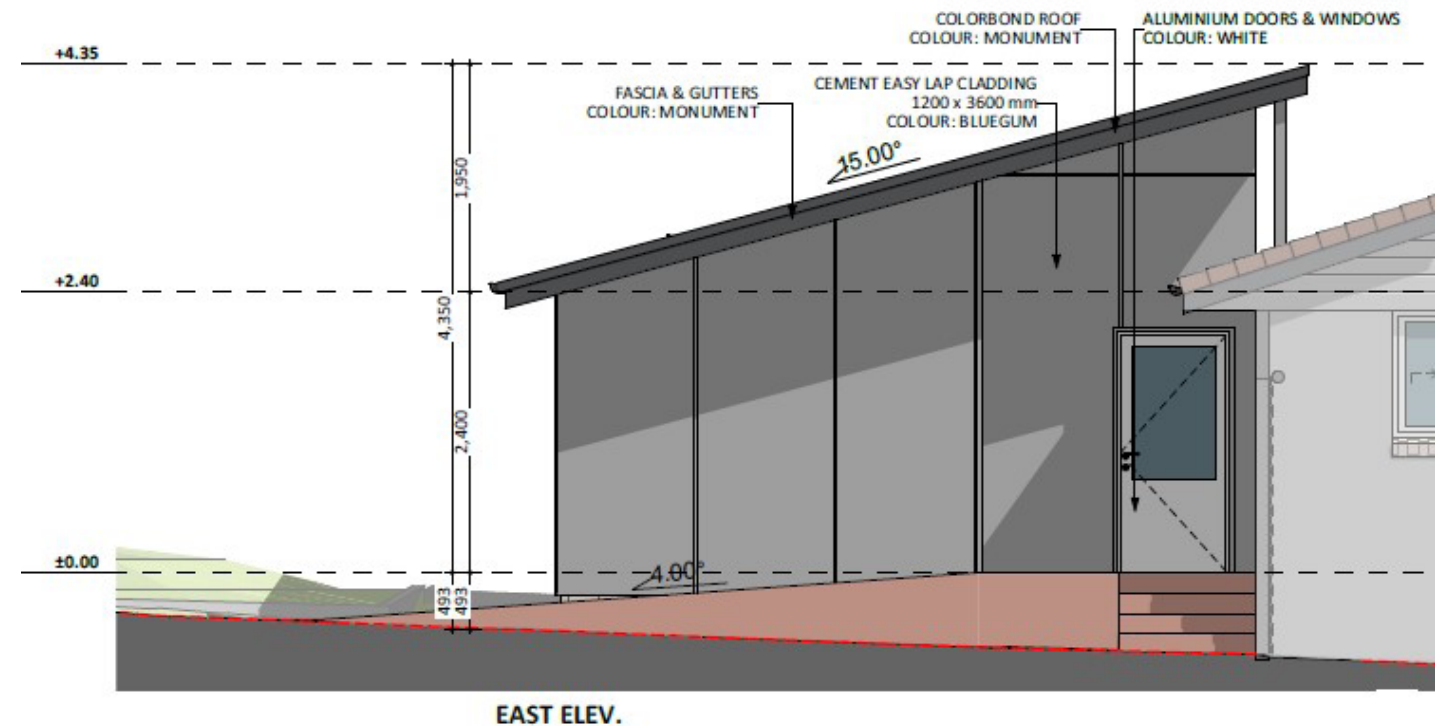 COLORBOND ROOF
COLOUR: MONUMENT
ALUMINIUM DOORS & WINDOWS
COLOUR: WHITE
+4.35
FASCIA & GUTTERS
COLOUR: MONUMENT
CEMENT EASY LAP CLADDING
1200 x 3600 mm
COLOUR: BLUEGUM
15.00°
1,950
+2.40
4,350
2,400
±0.00
4.00°
493
493
EAST ELEV.